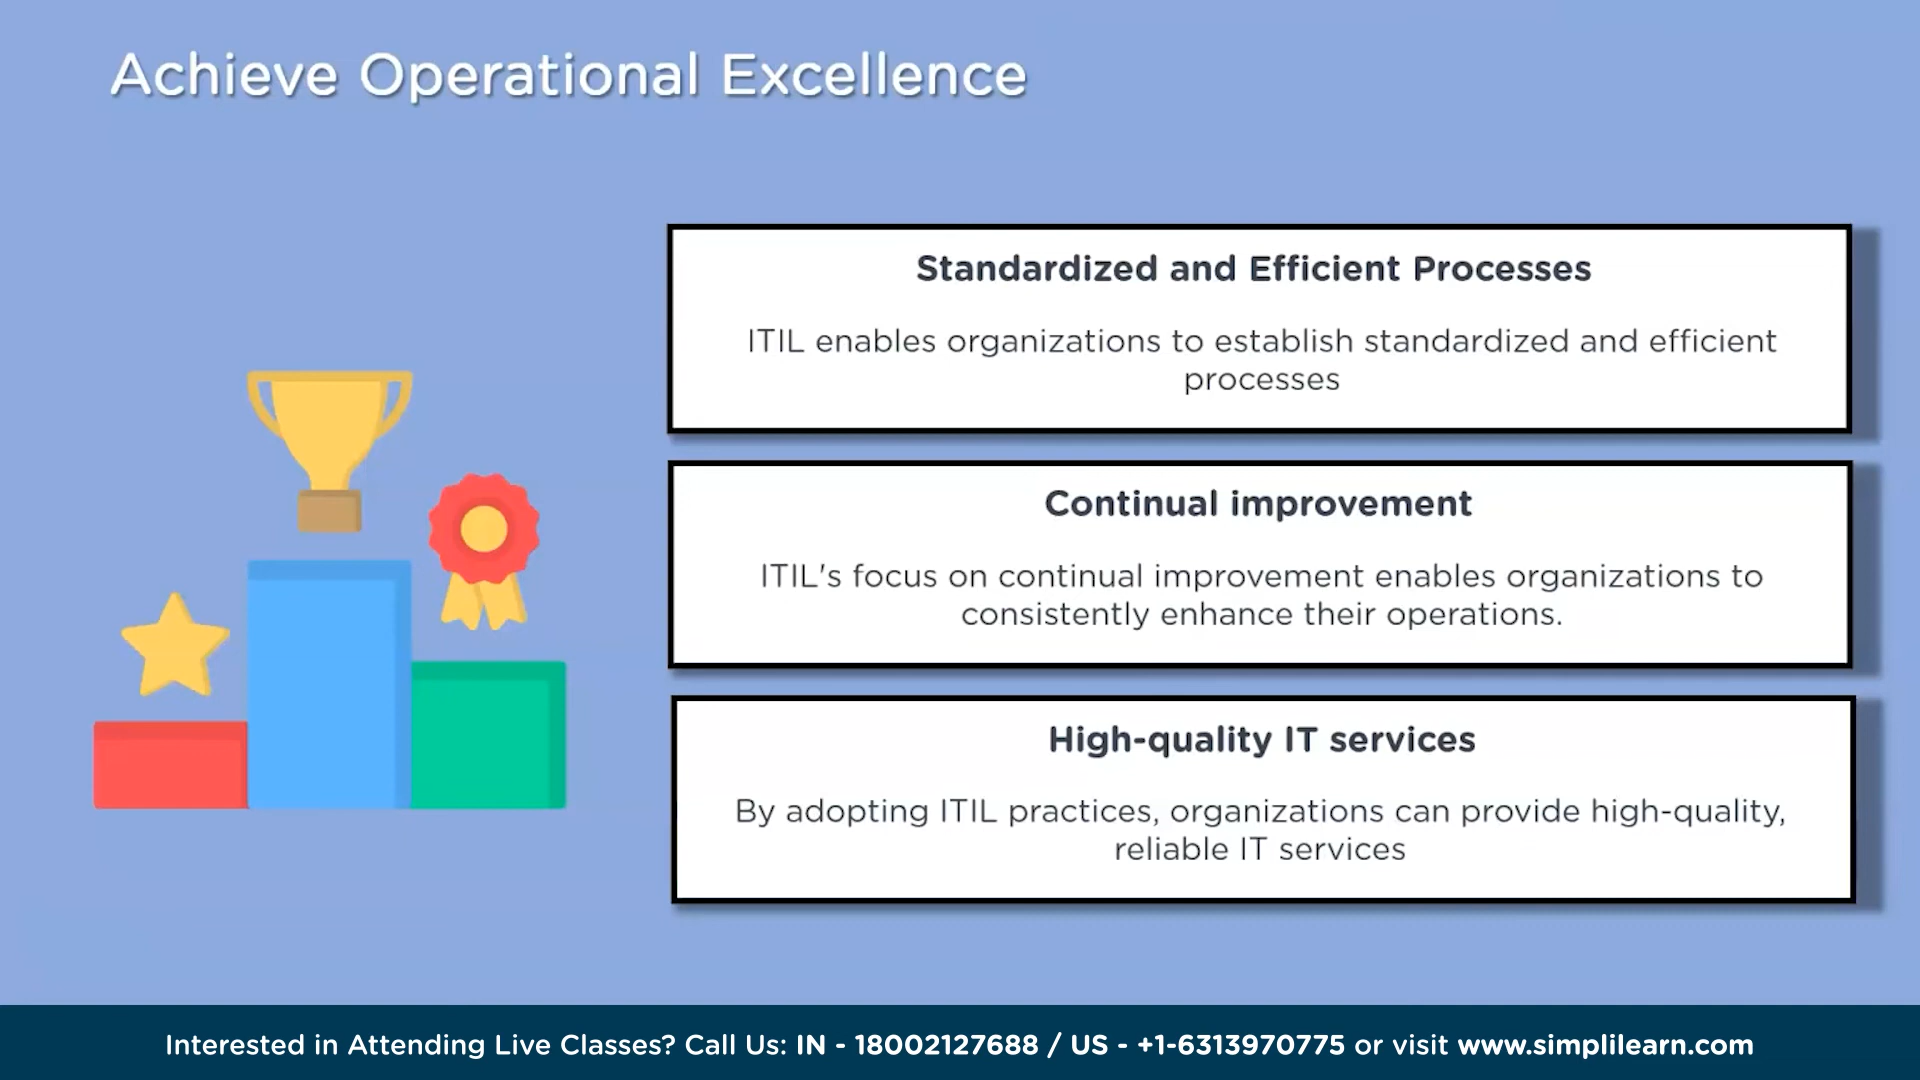 Achieve Operational Excellence
Standardized and Efficient Processes
ITIL enables organizations to establish standardized and efficient
processes
Continual improvement
ITIL's focus on continual improvement enables organizations to
consistently enhance their operations.
High-quality IT services
By adopting ITIL practices, organizations can provide high-quality,
reliable IT services
Interested in Attending Live Classes? Call Us: IN - 18002127688 / US - +1-6313970775 or visit www.simplilearn.com